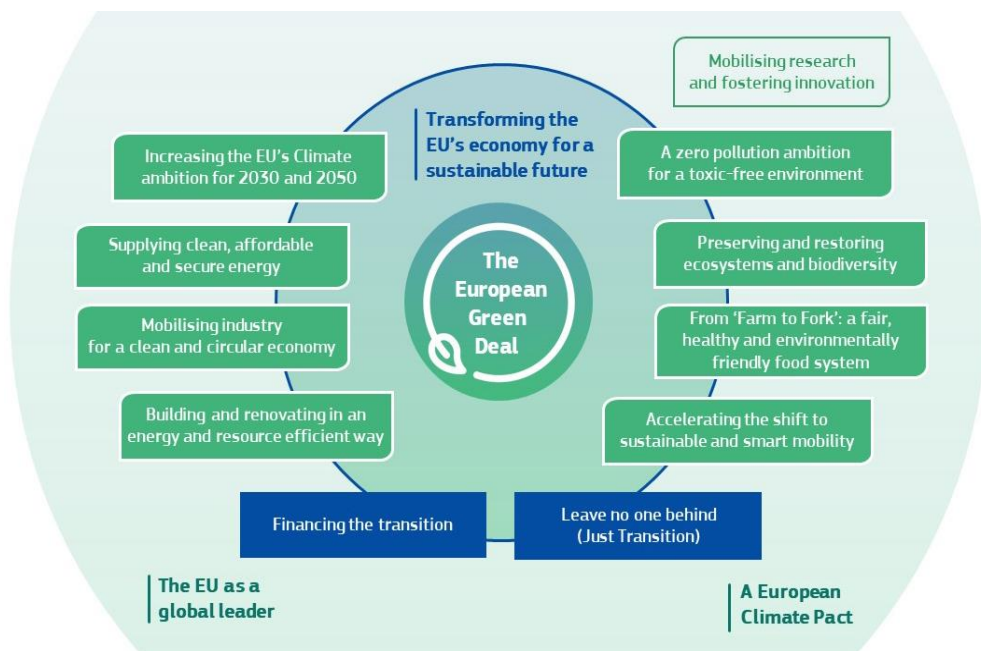 Mobilising research
and fostering innovation
Transforming the
EU's economy for a
sustainable future
Increasing the EU's Climate
ambition for 2030 and 2050
A zero pollution ambition
for a toxic-free environment
Supplying clean, affordable
and secure energy
Preserving and restoring
ecosystems and biodiversity
The
European
Green
Deal
Mobilising industry
for a clean and circular economy
From ‘Farm to Fork’: a fair,
healthy and environmentally
friendly food system
Building and renovating in an
energy and resource efficient way
Accelerating the shift to
sustainable and smart mobility
Financing the transition
Leave no one behind
(Just Transition)
The EU as a
global leader
A European
Climate Pact